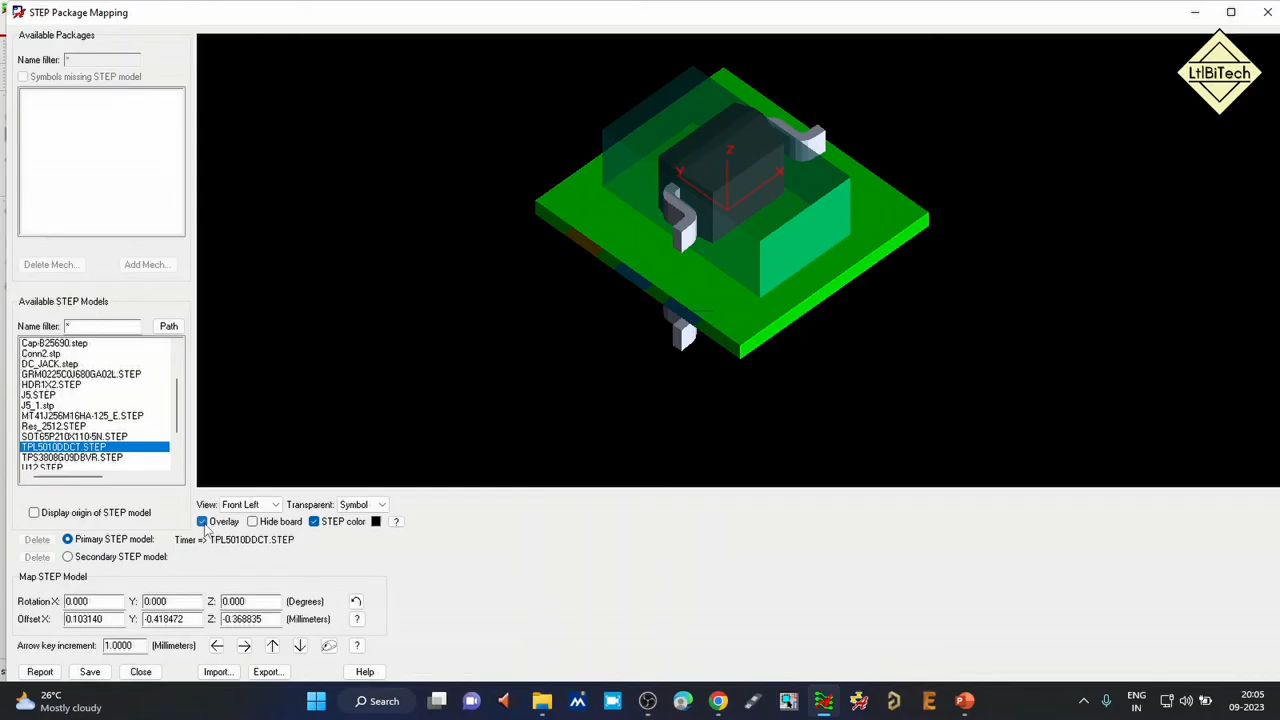 STEP Package Mapping
Available Packages
Name filter: *
Symbols missing STEP model
Delete Mech... Add Mech...
Available STEP Models
Name filter: * Path
Cap-B25690.step
Conn2.stp
DC_JACK.step
GRM0225C0J680GA02L.STEP
HDR1X2.STEP
J5.STEP
J5_1.stp
MT41J256M16HA-125_E.STEP
Res_2512.STEP
SOT65P210X110-5N.STEP
TPL5010DDCT.STEP
TPS3808G09DBVR.STEP
U12.STEP
Display origin of STEP model
LtlBiTech
Z
Y X
View: Front Left Transparent: Symbol
Overlay Hide board STEP color ?
Delete Primary STEP model: Timer => TPL5010DDCT.STEP
Delete Secondary STEP model:
Map STEP Model
Rotation X: 0.000 Y: 0.000 Z: 0.000 (Degrees)
Offset X: 0.103140 Y: -0.418472 Z: -0.368835 (Millimeters) ?
Arrow key increment: 1.0000 (Millimeters) ?
Report Save Close Import... Export... Help
26°C
Mostly cloudy
Search
ENG
IN
20:05
09-2023